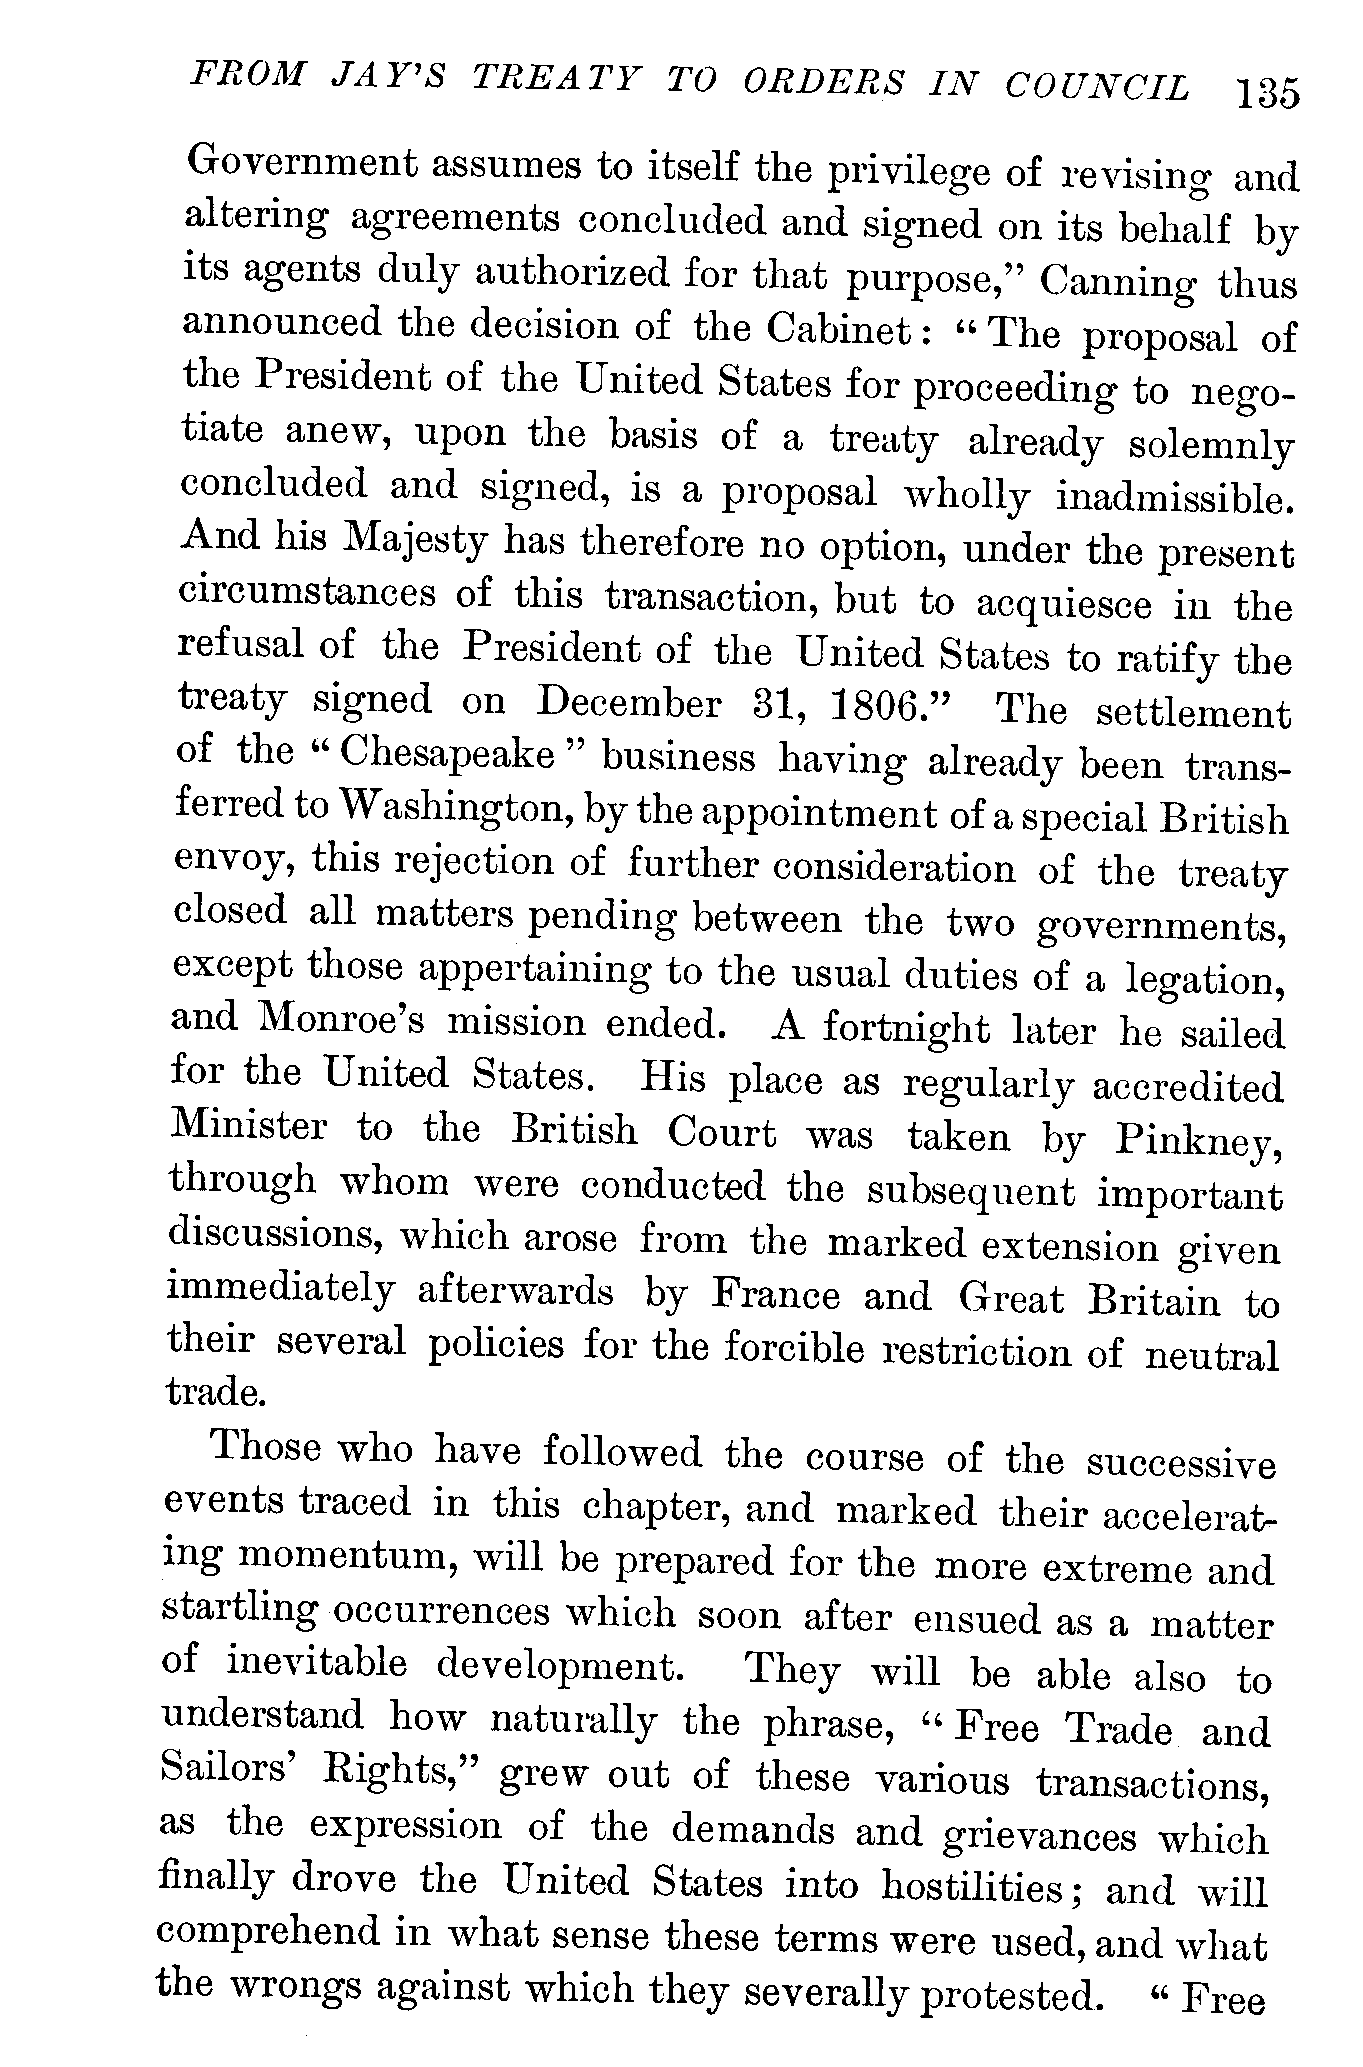 FROM JAY'S TREATY TO ORDERS IN COUNCIL 135
Government assumes to itself the privilege of revising and
altering agreements concluded and signed on its behalf by
its agents duly authorized for that purpose,” Canning thus
announced the decision of the Cabinet: “The proposal of
the President of the United States for proceeding to nego-
tiate anew, upon the basis of a treaty already solemnly
concluded and signed, is a proposal wholly inadmissible.
And his Majesty has therefore no option, under the present
circumstances of this transaction, but to acquiesce in the
refusal of the President of the United States to ratify the
treaty signed on December 31, 1806.” The settlement
of the “Chesapeake” business having already been trans-
ferred to Washington, by the appointment of a special British
envoy, this rejection of further consideration of the treaty
closed all matters pending between the two governments,
except those appertaining to the usual duties of a legation,
and Monroe's mission ended. A fortnight later he sailed
for the United States. His place as regularly accredited
Minister to the British Court was taken by Pinkney,
through whom were conducted the subsequent important
discussions, which arose from the marked extension given
immediately afterwards by France and Great Britain to
their several policies for the forcible restriction of neutral
trade.
Those who have followed the course of the successive
events traced in this chapter, and marked their accelerat-
ing momentum, will be prepared for the more extreme and
startling occurrences which soon after ensued as a matter
of inevitable development. They will be able also to
understand how naturally the phrase, “Free Trade and
Sailors' Rights,” grew out of these various transactions,
as the expression of the demands and grievances which
finally drove the United States into hostilities; and will
comprehend in what sense these terms were used, and what
the wrongs against which they severally protested. “Free